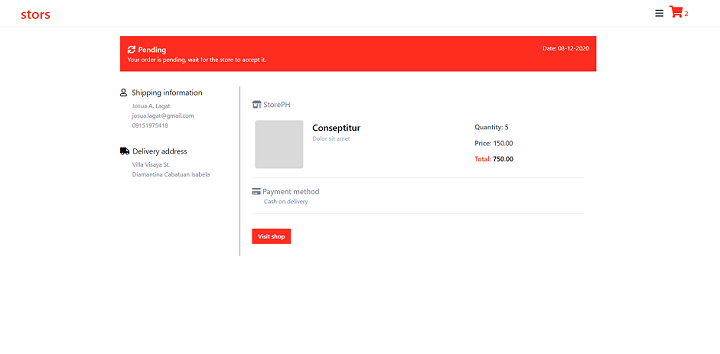 stors
2
Pending
Date: 08-12-2020
Your order is pending, wait for the store to accept it.
Shipping information
Josua A. Lagat
josua.lagat@gmail.com
09151975418
Delivery address
Villa Visaya St.
Diamantina Cabatuan Isabela
StorePH
Conseptitur
Dolor sit amet
Quantity: 5
Price: 150.00
Total: 750.00
Payment method
Cash on delivery
Visit shop